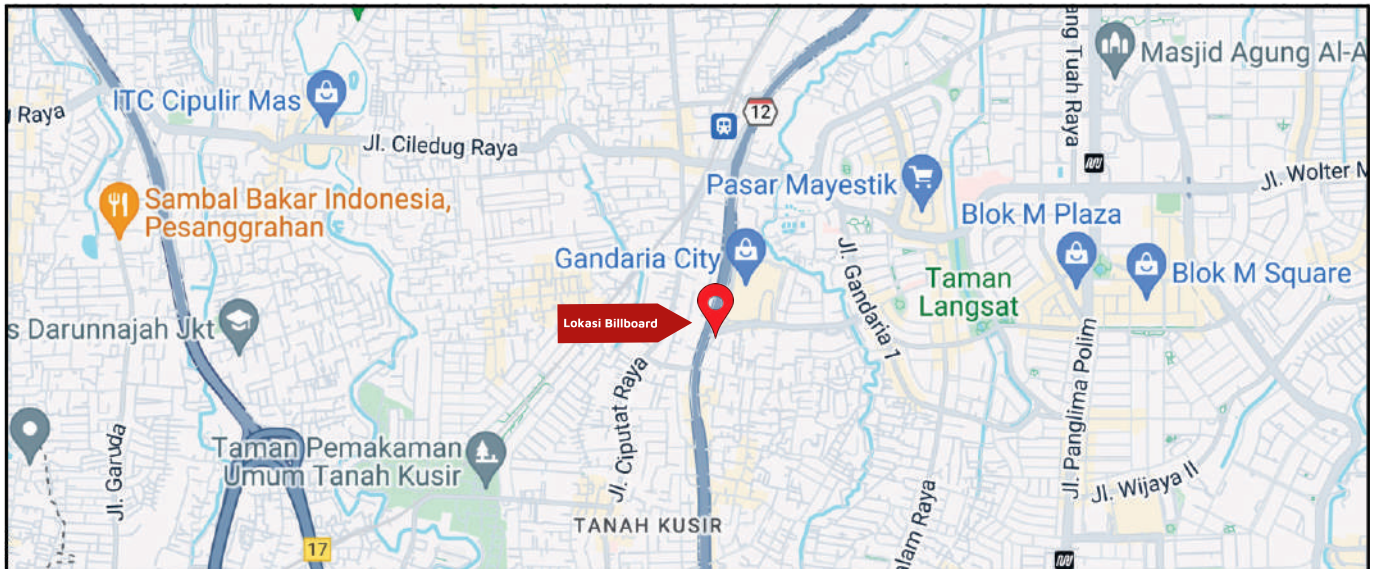 ang Tuah Raya
Masjid Agung Al-A
ITC Cipulir Mas
Raya
12
Jl. Ciledug Raya
Jl. Wolter M
Pasar Mayestik
Sambal Bakar Indonesia,
Pesanggrahan
Blok M Plaza
Gandaria City
Jl. Gandaria 1
Blok M Square
Taman
Langsat
Lokasi Billboard
s Darunnajah Jkt
Jl. Ciputat Raya
Jl. Panglima Polim
Jl. Garuda
Taman Pemakaman
Umum Tanah Kusir
Jl. Wijaya II
TANAH KUSIR
alam Raya
17